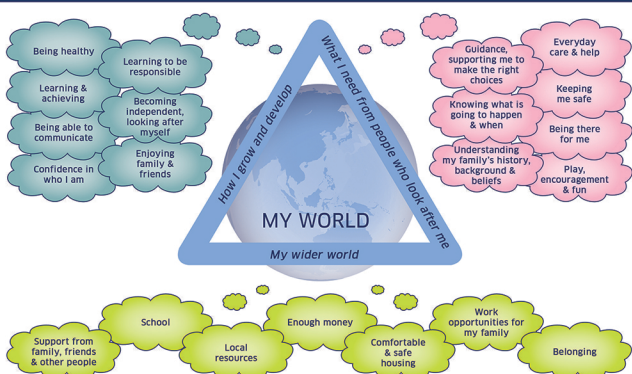 Being healthy
Learning to be
responsible
Learning &
achieving
Becoming
independent,
looking after
myself
Being able to
communicate
Enjoying
family &
friends
Confidence in
who I am
How I grow and develop
What I need from people who look after me
MY WORLD
My wider world
Guidance,
supporting me to
make the right
choices
Everyday
care & help
Keeping
me safe
Knowing what is
going to happen
& when
Being there
for me
Understanding
my family's history,
background &
beliefs
Play,
encouragement
& fun
Support from
family, friends
& other people
School
Local
resources
Enough money
Comfortable
& safe
housing
Work
opportunities for
my family
Belonging